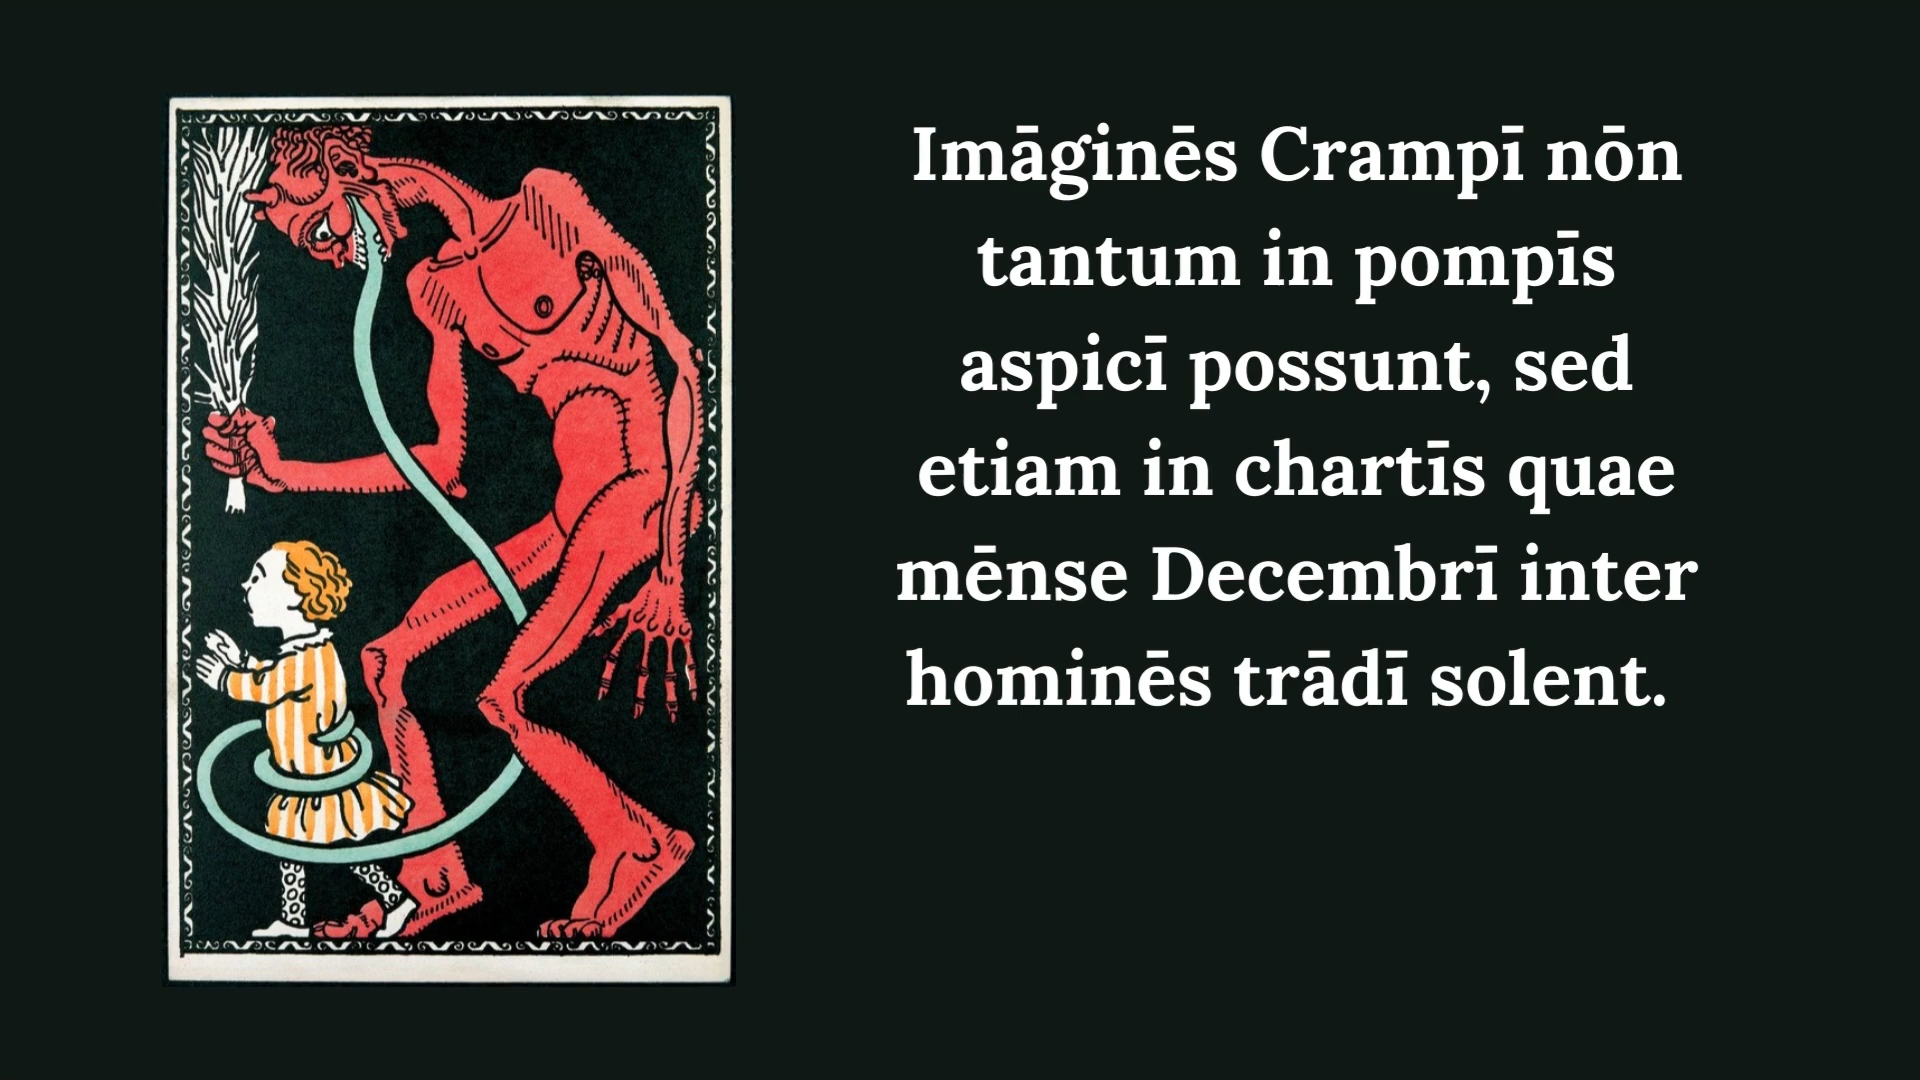 Imāginēs Crampī nōn
tantum in pompīs
aspicī possunt, sed
etiam in chartīs quae
mēnse Decembrī inter
hominēs trādī solent.